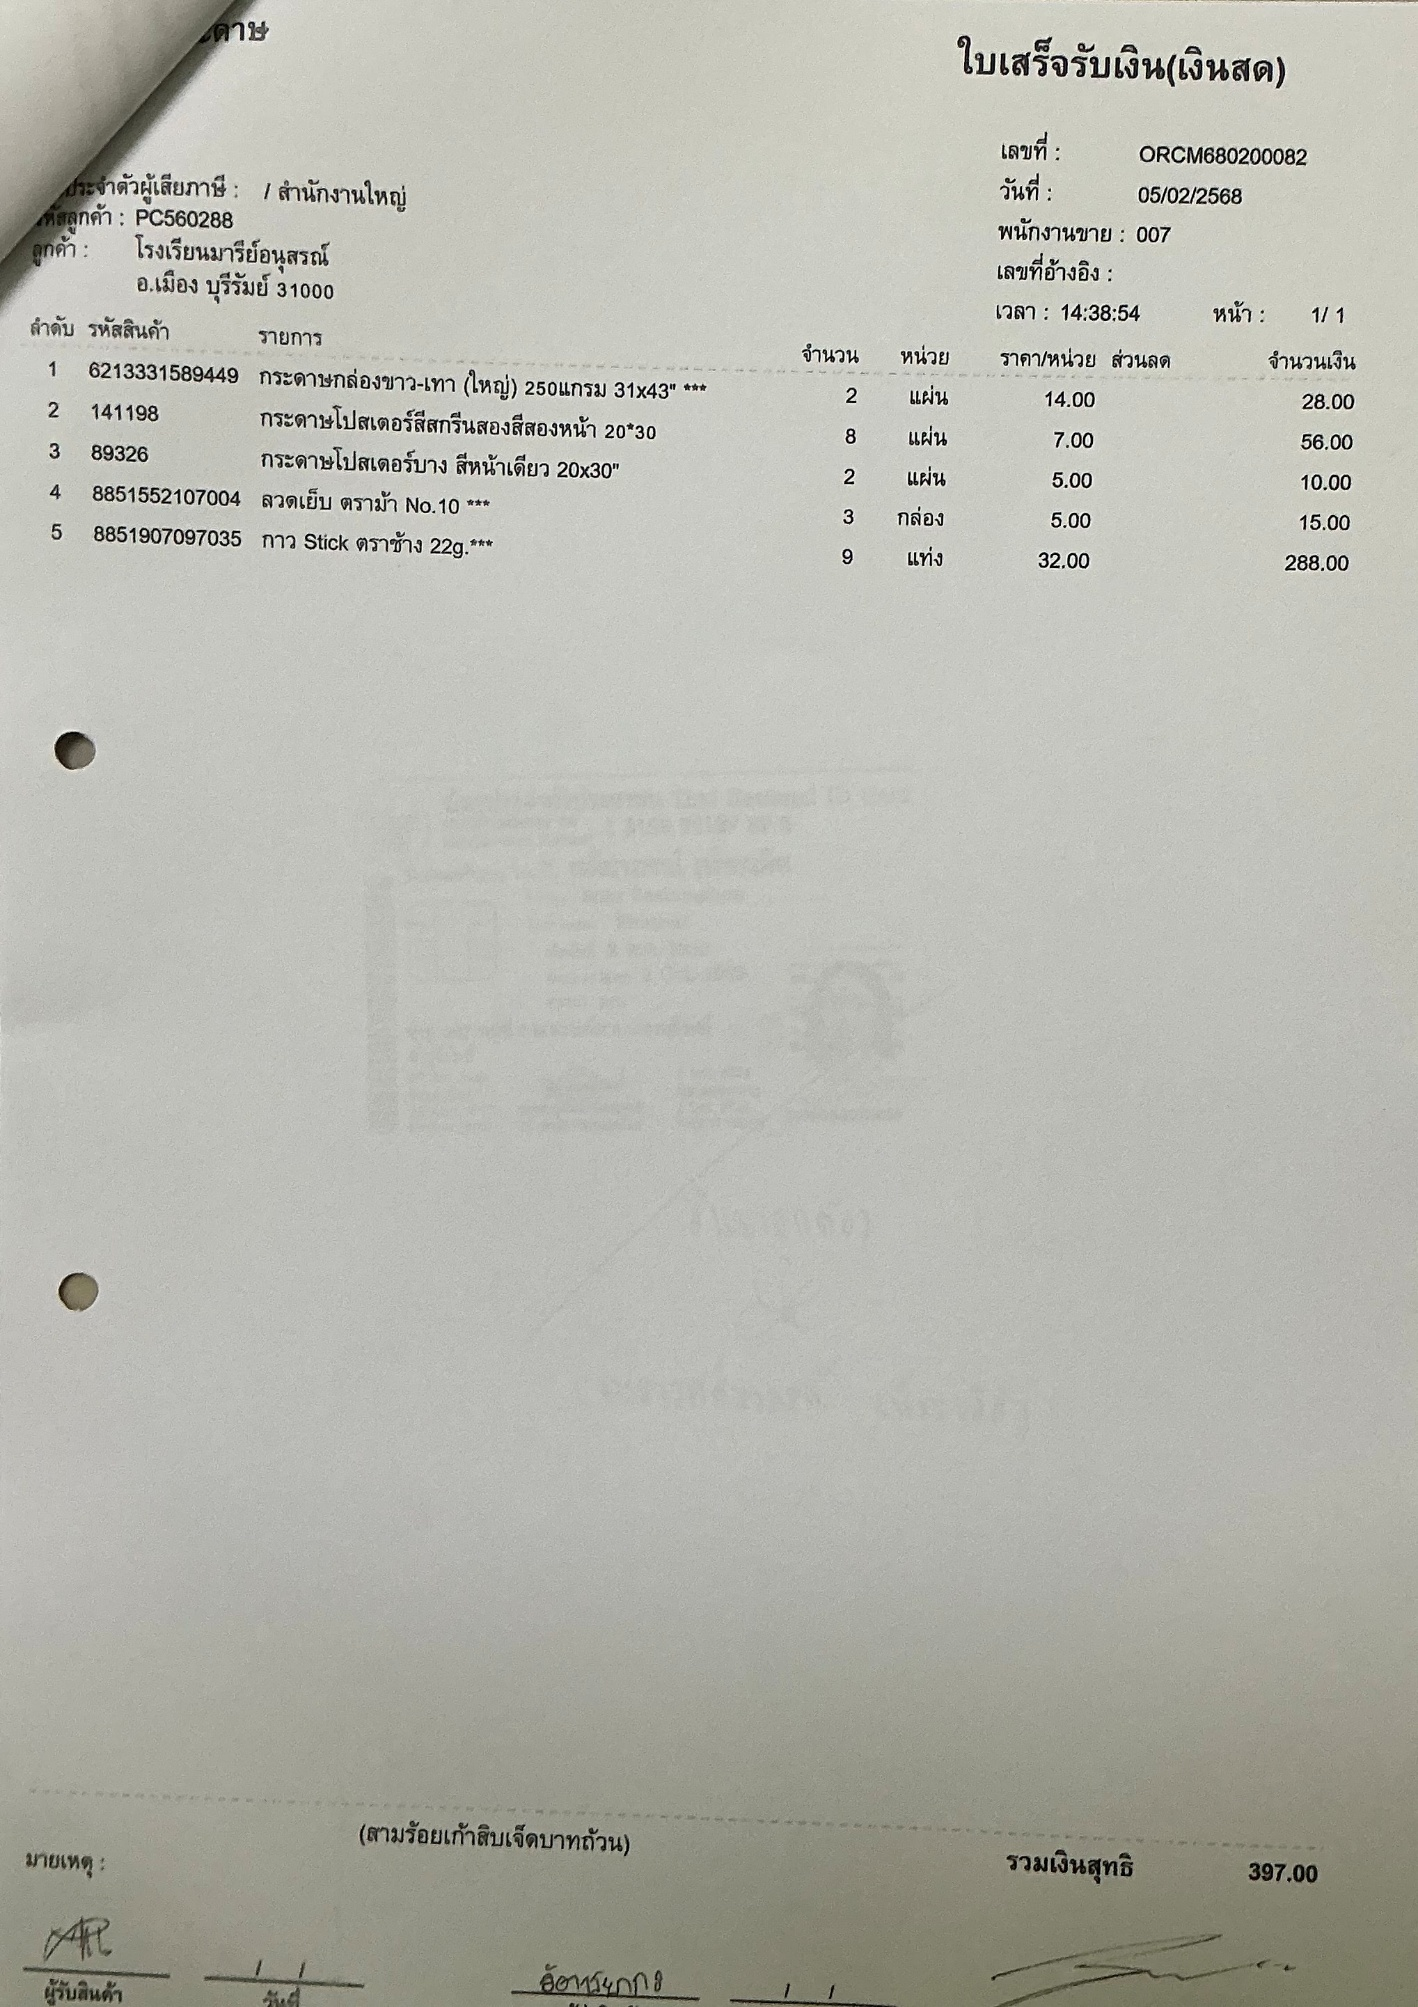 ใบเสร็จรับเงิน(เงินสด)
เลขที่ : ORCM680200082
วันที่ : 05/02/2568
พนักงานขาย : 007
เลขที่อ้างอิง :
เวลา : 14:38:54 หน้า : 1/ 1
ประจำตัวผู้เสียภาษี : / สำนักงานใหญ่
รหัสลูกค้า : PC560288
ลูกค้า : โรงเรียนมารีย์อนุสรณ์
อ.เมือง บุรีรัมย์ 31000
ลำดับ รหัสสินค้า รายการ จำนวน หน่วย ราคา/หน่วย ส่วนลด จำนวนเงิน
1 6213331589449 กระดาษกล่องขาว-เทา (ใหญ่) 250แกรม 31x43" *** 2 แผ่น 14.00 28.00
2 141198 กระดาษโปสเตอร์สีสกรีนสองสีสองหน้า 20*30 8 แผ่น 7.00 56.00
3 89326 กระดาษโปสเตอร์บาง สีหน้าเดียว 20x30" 2 แผ่น 5.00 10.00
4 8851552107004 ลวดเย็บ ตราม้า No.10 *** 3 กล่อง 5.00 15.00
5 8851907097035 กาว Stick ตราช้าง 22g.*** 9 แท่ง 32.00 288.00
(สามร้อยเก้าสิบเจ็ดบาทถ้วน)
มายเหตุ : รวมเงินสุทธิ 397.00
/ / / /
ผู้รับสินค้า วันที่